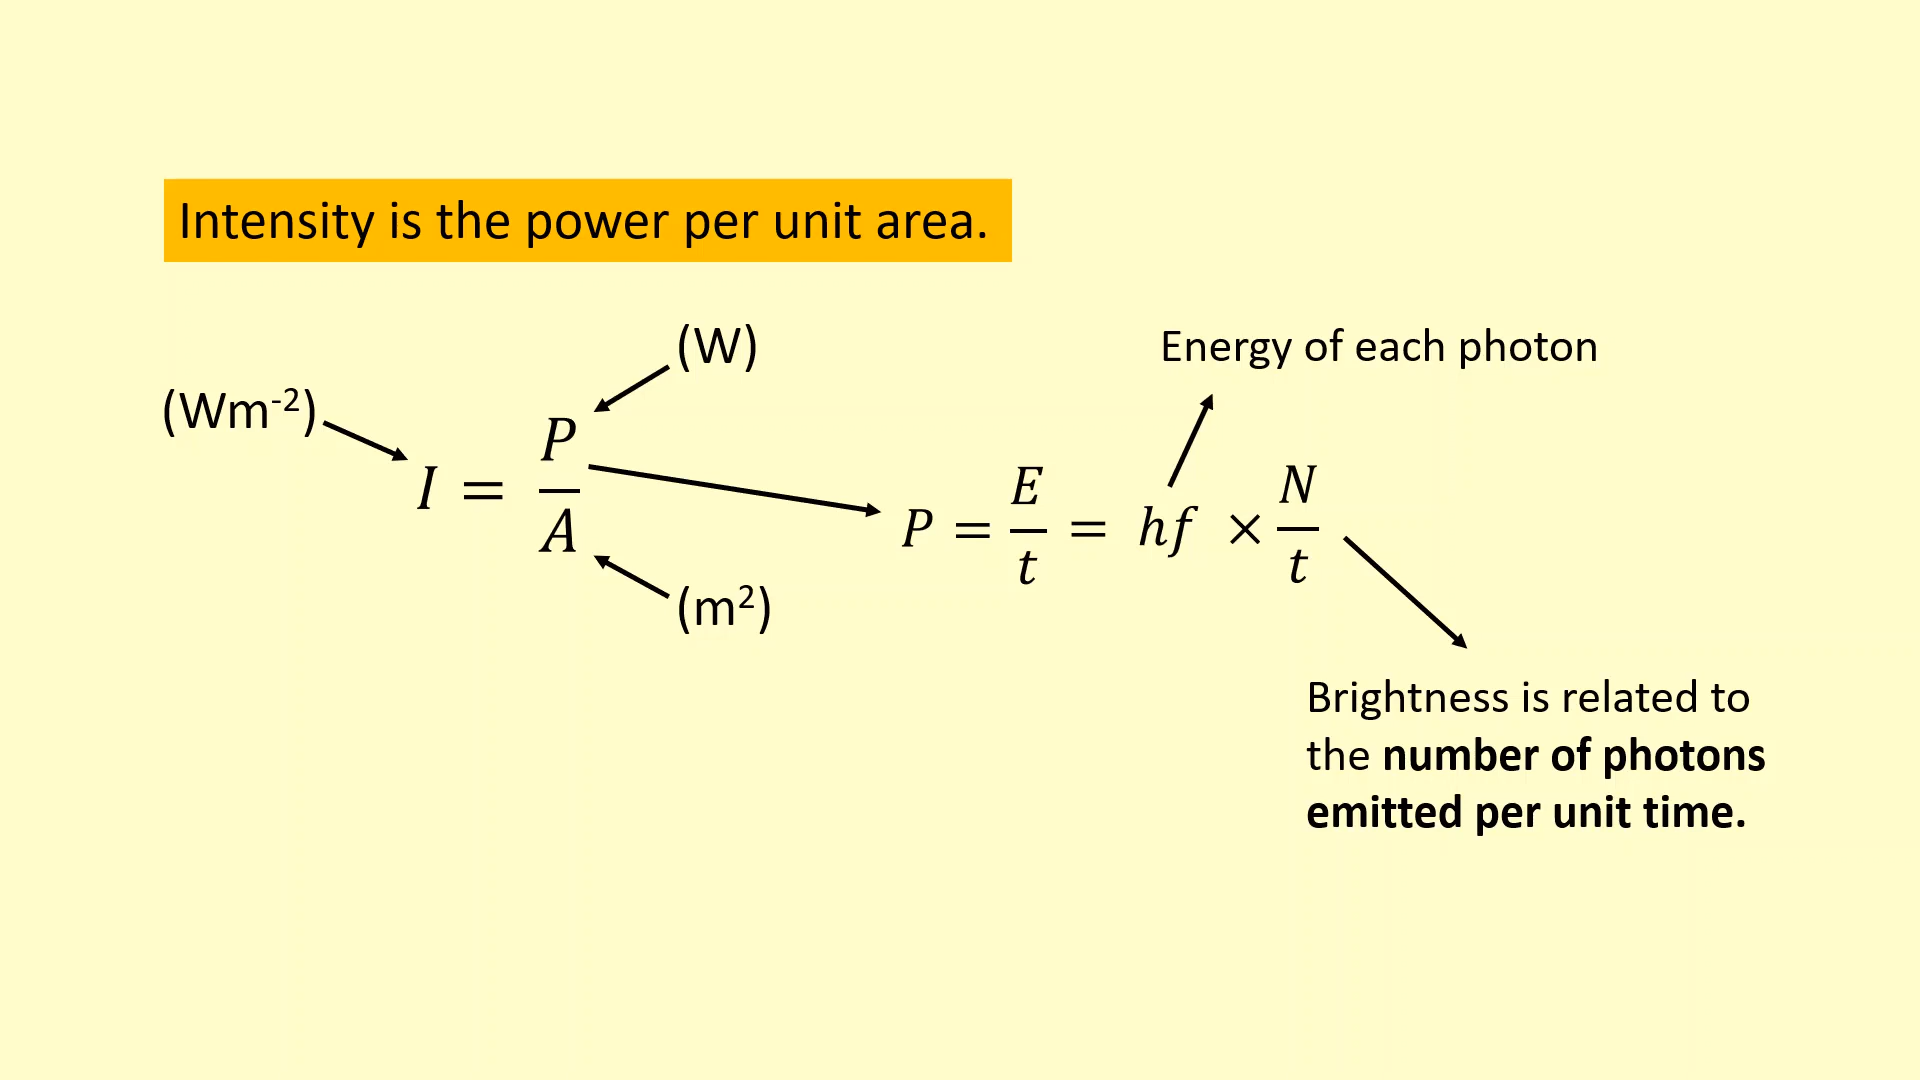 Intensity is the power per unit area.
(W)
Energy of each photon
(Wm⁻²)
I = P/A
P = E/t = hf × N/t
(m²)
Brightness is related to
the number of photons
emitted per unit time.